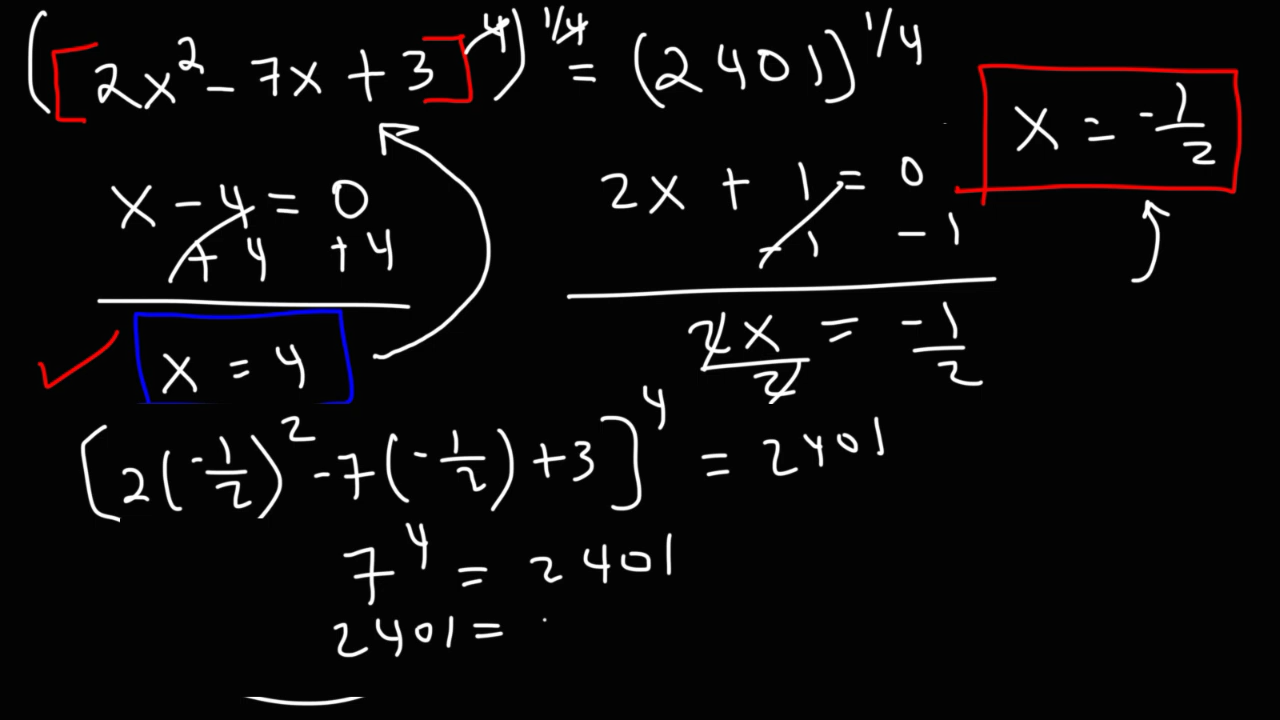 ([2x² - 7x + 3]⁴)^1/4 = (2401)^1/4
x = -1/2
x - 4 = 0
+ 4 + 4
x = 4
2x + 1 = 0
- 1 - 1
2x/2 = -1/2
[2(-1/2)² - 7(-1/2) + 3]⁴ = 2401
7⁴ = 2401
2401 =